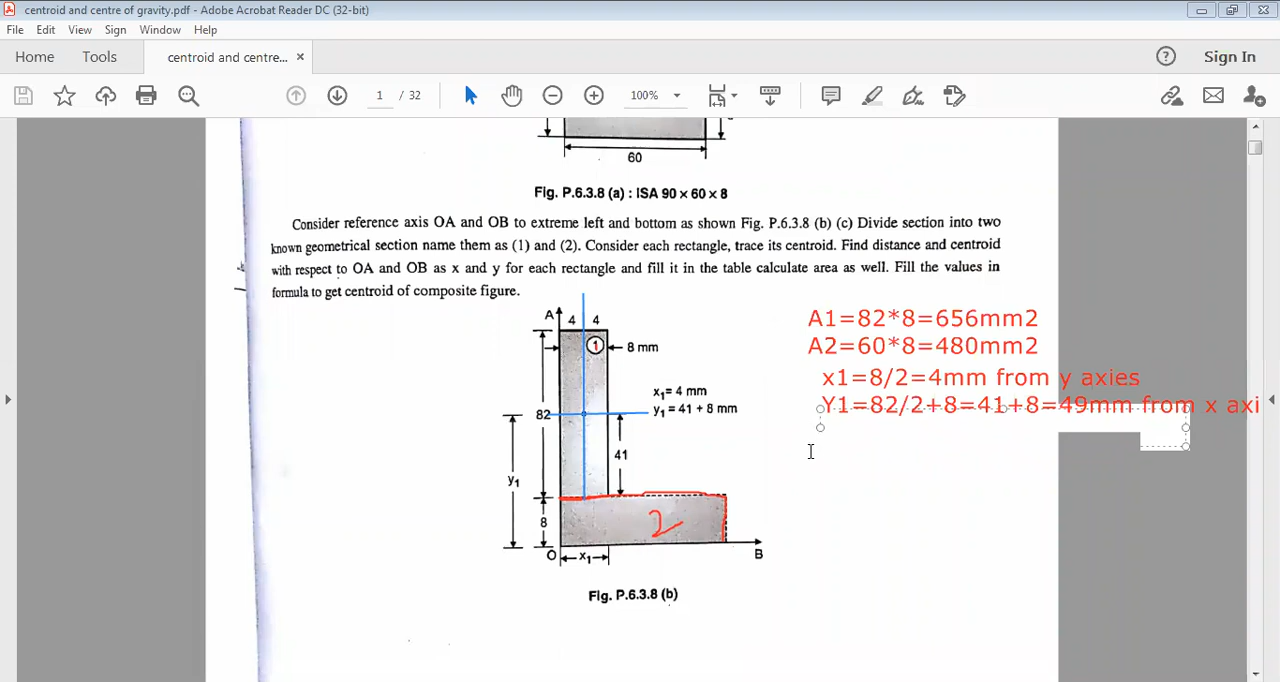 centroid and centre of gravity.pdf - Adobe Acrobat Reader DC (32-bit)
File Edit View Sign Window Help
Home Tools centroid and centre... × Sign In
1 / 32 100%
60
Fig. P.6.3.8 (a) : ISA 90 × 60 × 8
Consider reference axis OA and OB to extreme left and bottom as shown Fig. P.6.3.8 (b) (c) Divide section into two
known geometrical section name them as (1) and (2). Consider each rectangle, trace its centroid. Find distance and centroid
with respect to OA and OB as x and y for each rectangle and fill it in the table calculate area as well. Fill the values in
formula to get centroid of composite figure.
A
4 4
1
8 mm
x₁= 4 mm
y₁ = 41 + 8 mm
82
41
y₁
8
2
O
x₁
B
Fig. P.6.3.8 (b)
A1=82*8=656mm2
A2=60*8=480mm2
x1=8/2=4mm from y axies
Y1=82/2+8=41+8=49mm from x axi